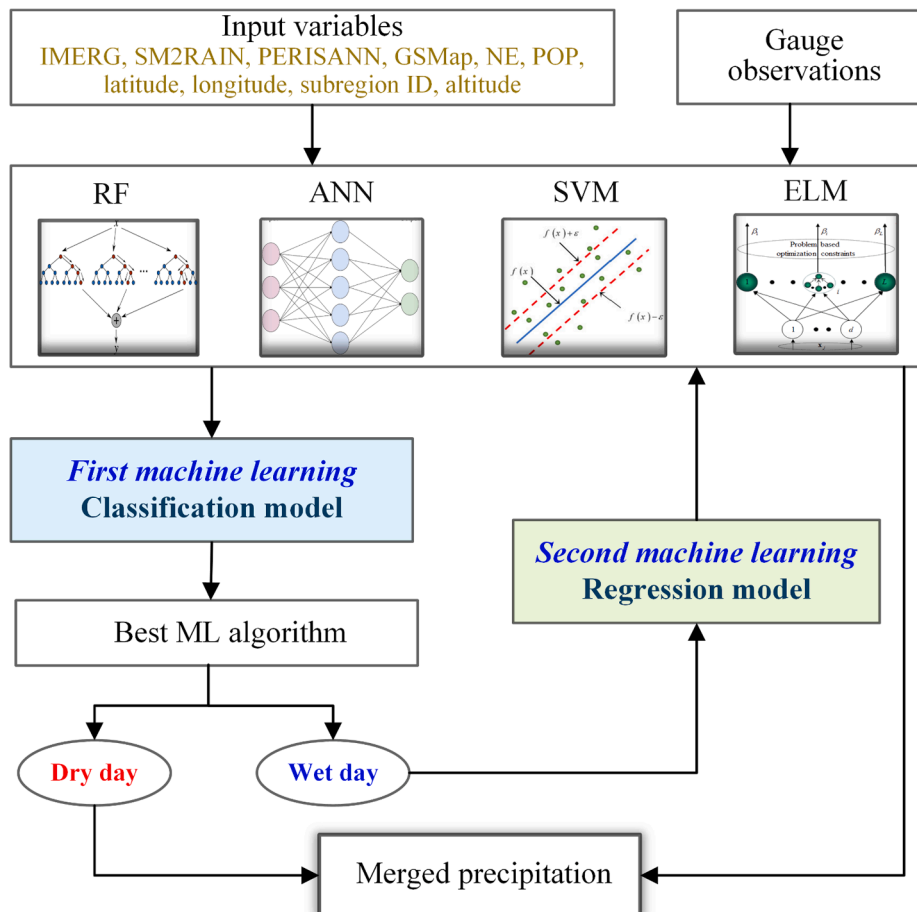 Input variables
IMERG, SM2RAIN, PERISANN, GSMap, NE, POP,
latitude, longitude, subregion ID, altitude
Gauge
observations
RF
ANN
SVM
ELM
X
...
+
Y
f(x)+ε
f(x)
f(x)−ε
Problem based
optimization constraints
i
1
d
First machine learning
Classification model
Second machine learning
Regression model
Best ML algorithm
Dry day
Wet day
Merged precipitation